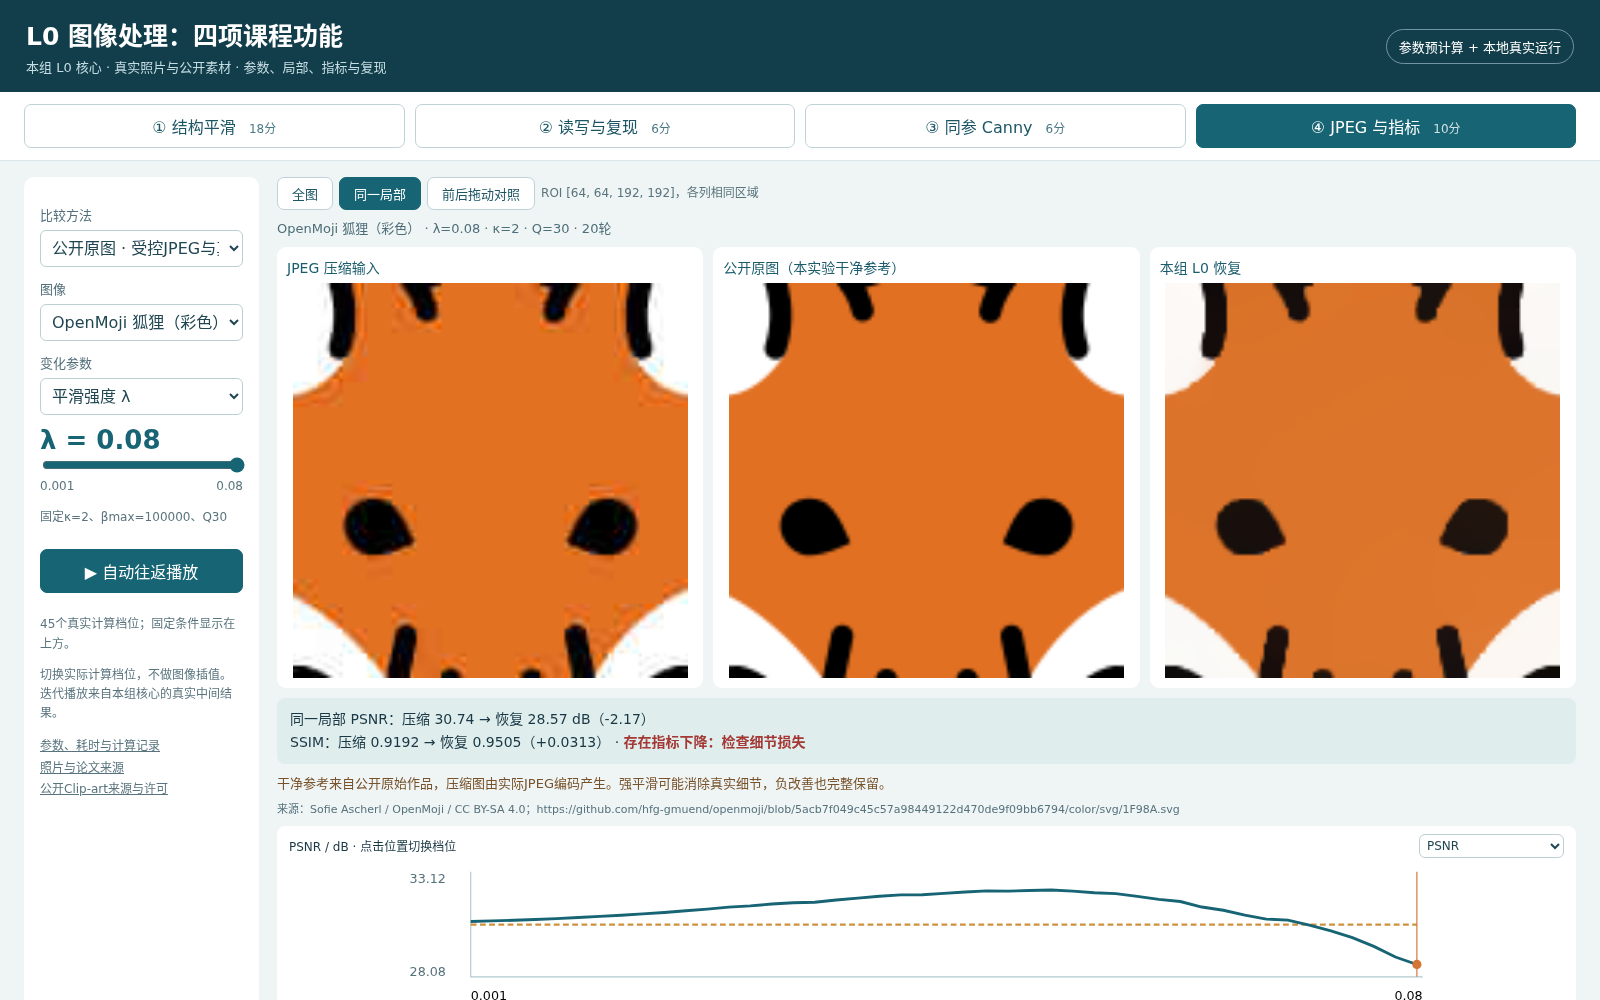 L0 图像处理：四项课程功能
本组 L0 核心 · 真实照片与公开素材 · 参数、局部、指标与复现
参数预计算 + 本地真实运行
① 结构平滑 18分
② 读写与复现 6分
③ 同参 Canny 6分
④ JPEG 与指标 10分
比较方法
公开原图 · 受控JPEG与
图像
OpenMoji 狐狸（彩色）
变化参数
平滑强度 λ
λ = 0.08
0.001 0.08
固定κ=2、βmax=100000、Q30
▶ 自动往返播放
45个真实计算档位；固定条件显示在
上方。
切换实际计算档位，不做图像插值。
迭代播放来自本组核心的真实中间结
果。
参数、耗时与计算记录
照片与论文来源
公开Clip-art来源与许可
全图
同一局部
前后拖动对照
ROI [64, 64, 192, 192]，各列相同区域
OpenMoji 狐狸（彩色） · λ=0.08 · κ=2 · Q=30 · 20轮
JPEG 压缩输入
公开原图（本实验干净参考）
本组 L0 恢复
同一局部 PSNR：压缩 30.74 → 恢复 28.57 dB（-2.17）
SSIM：压缩 0.9192 → 恢复 0.9505（+0.0313） · 存在指标下降：检查细节损失
干净参考来自公开原始作品，压缩图由实际JPEG编码产生。强平滑可能消除真实细节，负改善也完整保留。
来源：Sofie Ascherl / OpenMoji / CC BY-SA 4.0；https://github.com/hfg-gmuend/openmoji/blob/5acb7f049c45c57a98449122d470de9f09bb6794/color/svg/1F98A.svg
PSNR / dB · 点击位置切换档位
PSNR
33.12
28.08
0.001 0.08